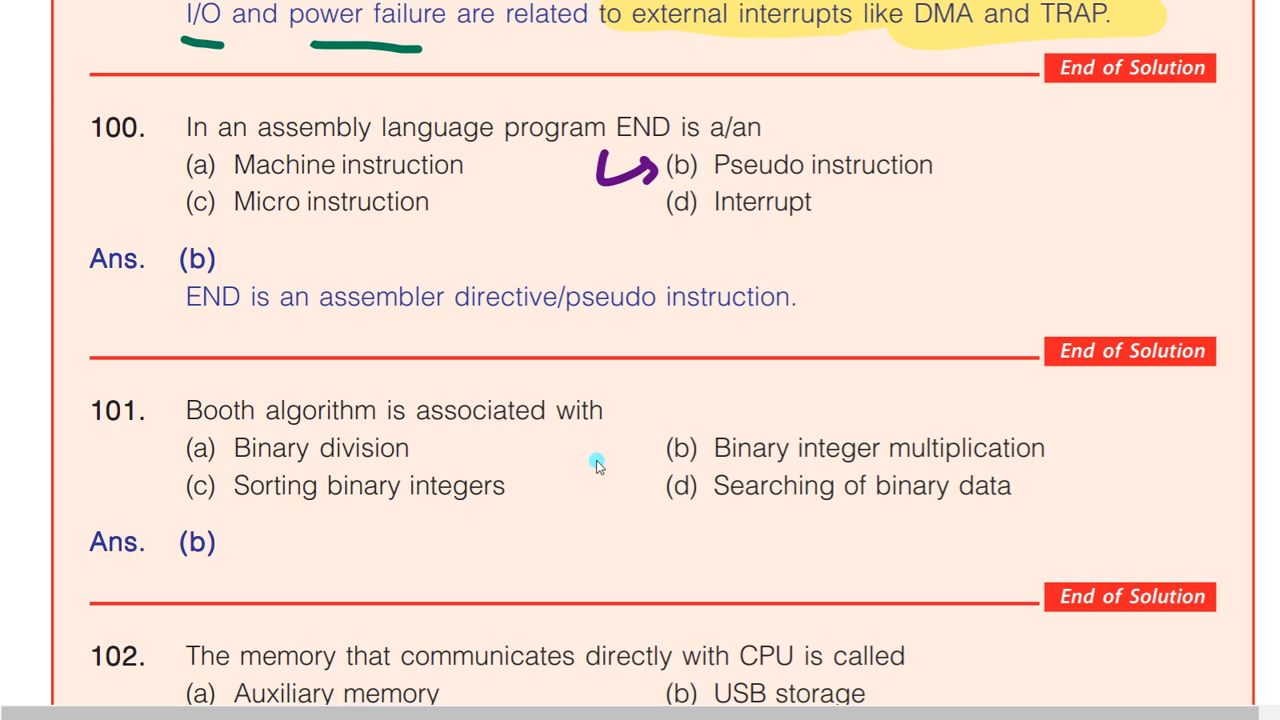 I/O and power failure are related to external interrupts like DMA and TRAP.
End of Solution
100. In an assembly language program END is a/an
(a) Machine instruction (b) Pseudo instruction
(c) Micro instruction (d) Interrupt
Ans. (b)
END is an assembler directive/pseudo instruction.
End of Solution
101. Booth algorithm is associated with
(a) Binary division (b) Binary integer multiplication
(c) Sorting binary integers (d) Searching of binary data
Ans. (b)
End of Solution
102. The memory that communicates directly with CPU is called
(a) Auxiliary memory (b) USB storage